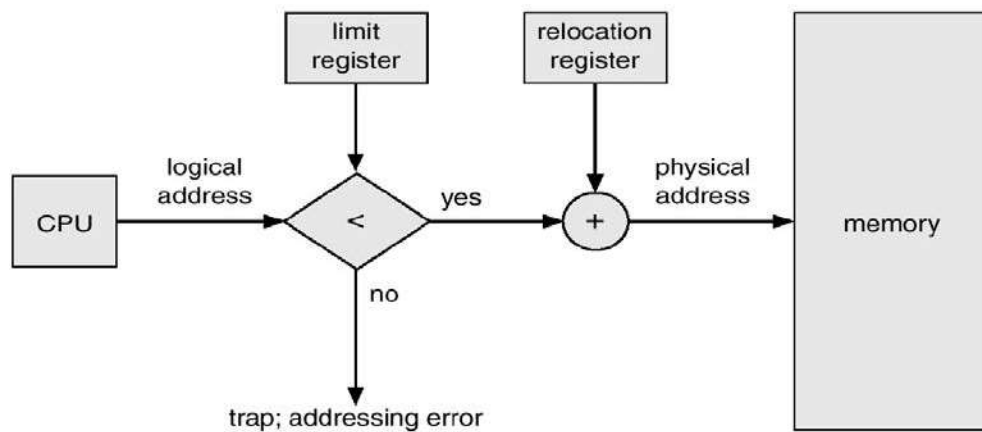 limit
register
relocation
register
logical
address
physical
address
CPU
<
yes
+
memory
no
trap; addressing error